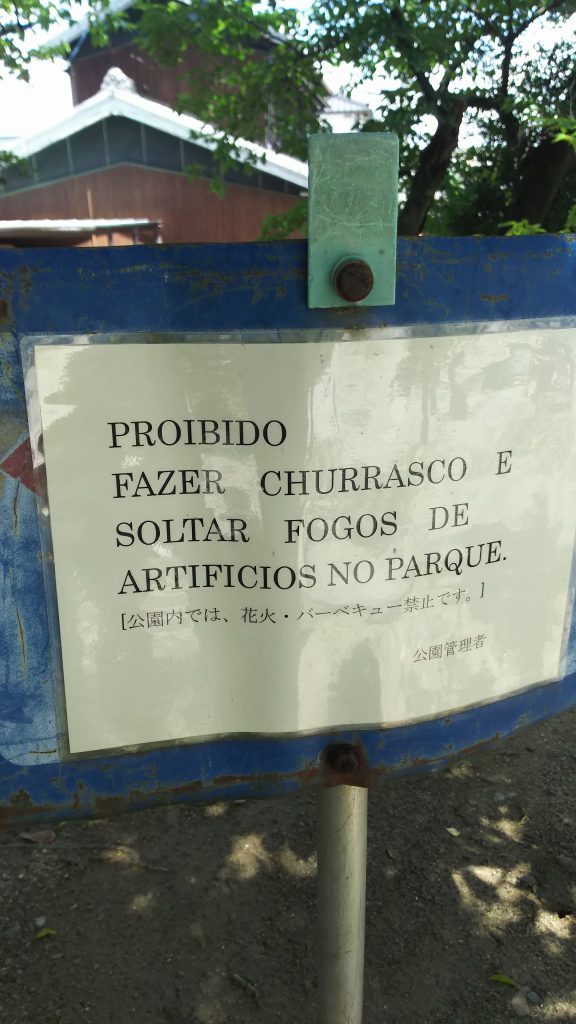 PROIBIDO
FAZER CHURRASCO E
SOLTAR FOGOS DE
ARTIFICIOS NO PARQUE.
[公園内では、花火・バーベキュー禁止です。]
公園管理者